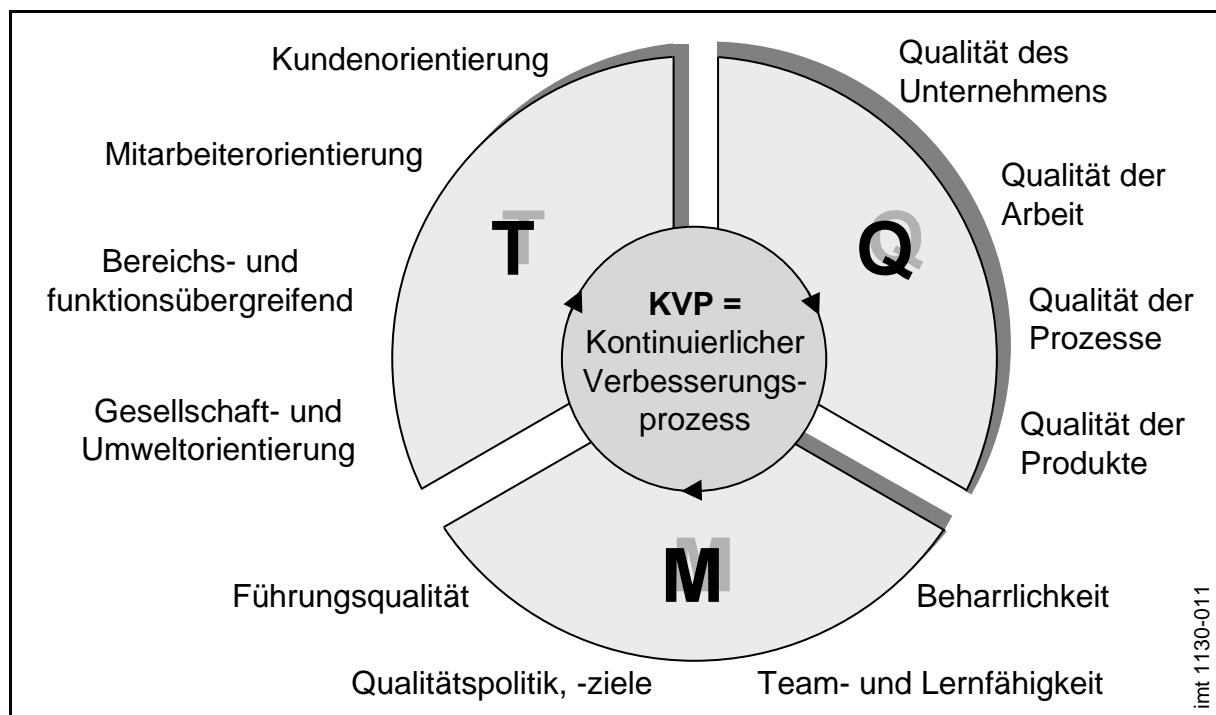 Kundenorientierung
Mitarbeiterorientierung
Bereichs- und
funktionsübergreifend
Gesellschaft- und
Umweltorientierung
T
Qualität des
Unternehmens
Qualität der
Arbeit
Qualität der
Prozesse
Qualität der
Produkte
Q
KVP =
Kontinuierlicher
Verbesserungs-
prozess
M
Führungsqualität
Beharrlichkeit
Qualitätspolitik, -ziele
Team- und Lernfähigkeit
imt 1130-011